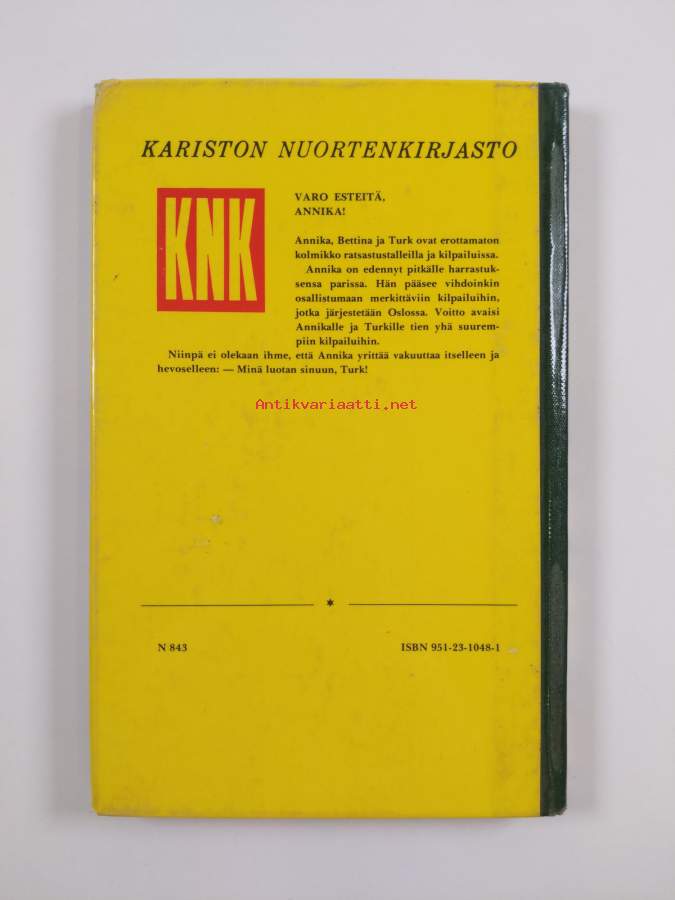 KARISTON NUORTENKIRJASTO
KNK
VARO ESTEITÄ,
ANNIKA!
Annika, Bettina ja Turk ovat erottamaton
kolmikko ratsastustalleilla ja kilpailuissa.
Annika on edennyt pitkälle harrastuk-
sensa parissa. Hän pääsee vihdoinkin
osallistumaan merkittäviin kilpailuihin,
jotka järjestetään Oslossa. Voitto avaisi
Annikalle ja Turkille tien yhä suurem-
piin kilpailuihin.
Niinpä ei olekaan ihme, että Annika yrittää vakuuttaa itselleen ja
hevoselleen: — Minä luotan sinuun, Turk!
Antikvariaatti.net
N 843
ISBN 951-23-1048-1